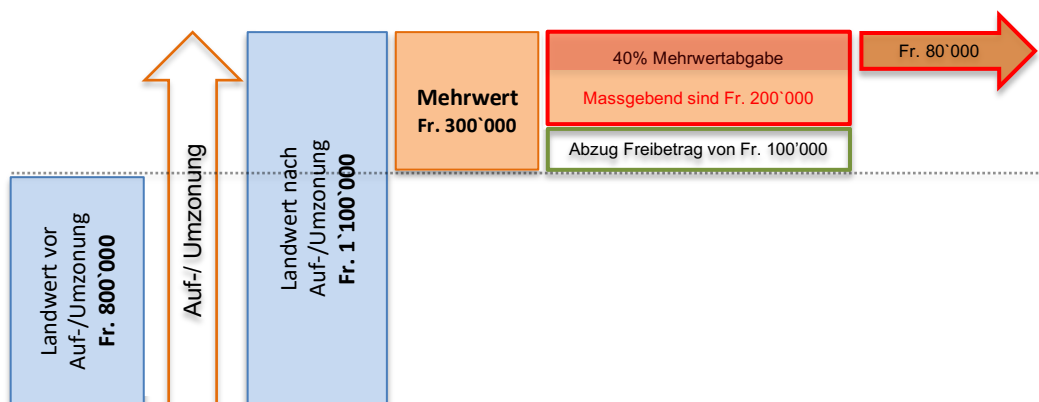 Landwert vor
Auf-/Umzonung
Fr. 800`000
Auf-/ Umzonung
Landwert nach
Auf-/Umzonung
Fr. 1`100`000
Mehrwert
Fr. 300`000
40% Mehrwertabgabe
Massgebend sind Fr. 200`000
Abzug Freibetrag von Fr. 100’000
Fr. 80`000